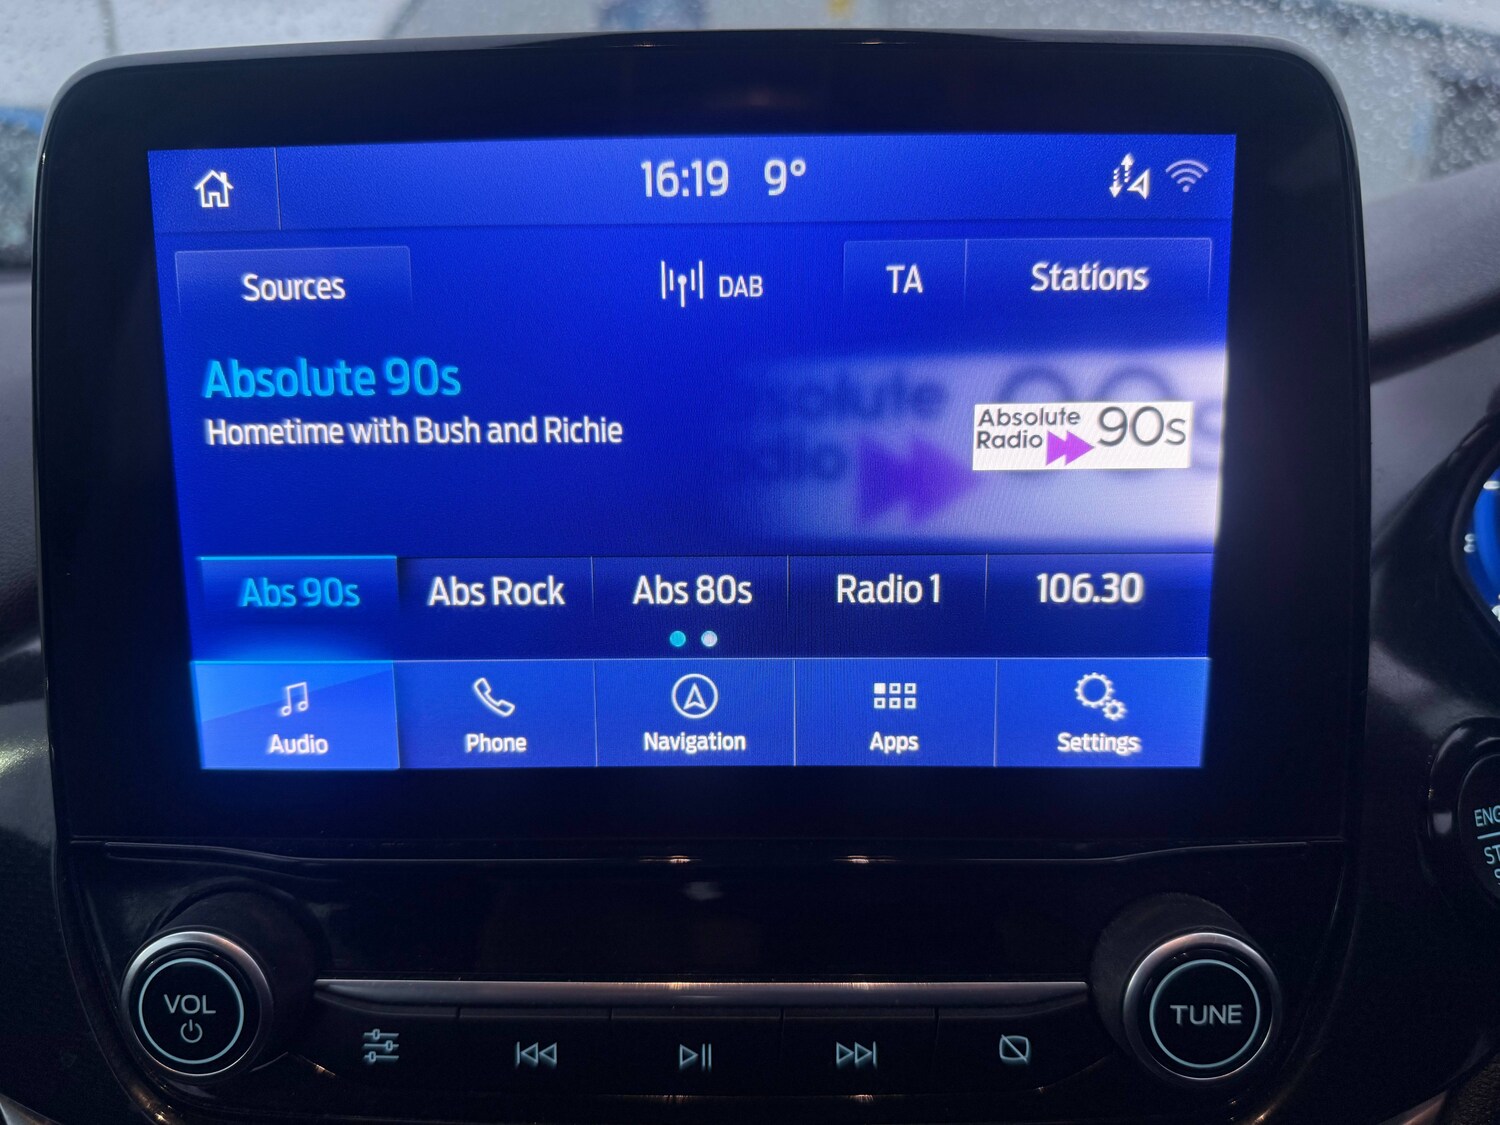 16:19 9°
Sources
DAB
TA
Stations
Absolute 90s
Hometime with Bush and Richie
Absolute
Radio
90s
Abs 90s
Abs Rock
Abs 80s
Radio 1
106.30
Audio
Phone
Navigation
Apps
Settings
VOL
TUNE